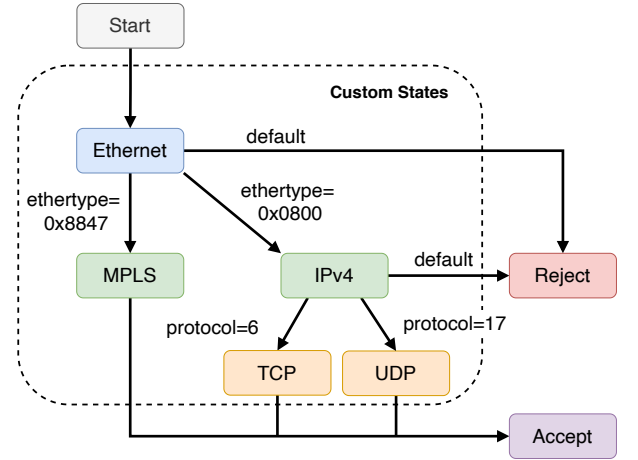 Start
Custom States
Ethernet
default
ethertype=
0x8847
ethertype=
0x0800
MPLS
IPv4
default
Reject
protocol=6
protocol=17
TCP
UDP
Accept